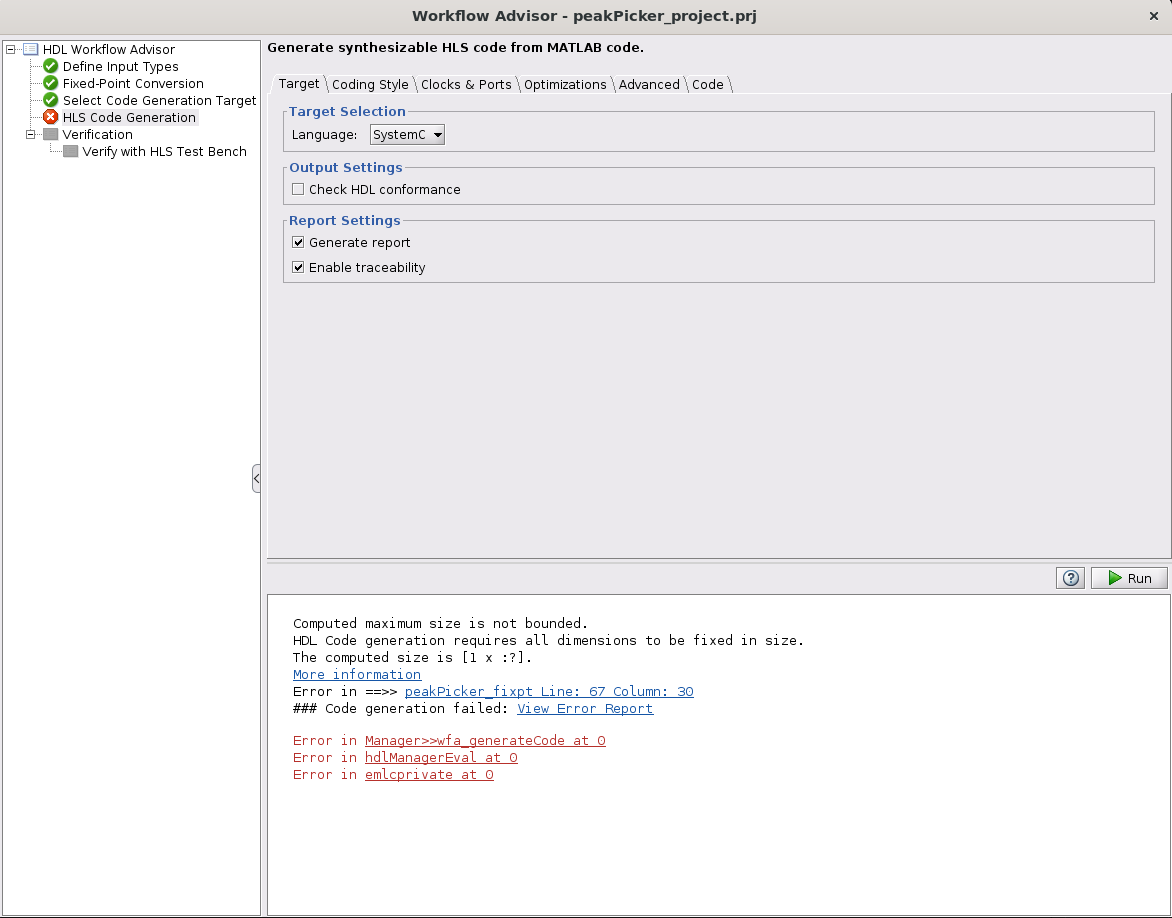 Workflow Advisor - peakPicker_project.prj
HDL Workflow Advisor
Define Input Types
Fixed-Point Conversion
Select Code Generation Target
HLS Code Generation
Verification
Verify with HLS Test Bench
Generate synthesizable HLS code from MATLAB code.
Target Coding Style Clocks & Ports Optimizations Advanced Code
Target Selection
Language: SystemC
Output Settings
Check HDL conformance
Report Settings
Generate report
Enable traceability
Run
Computed maximum size is not bounded.
HDL Code generation requires all dimensions to be fixed in size.
The computed size is [1 x :?].
More information
Error in ==>> peakPicker_fixpt Line: 67 Column: 30
### Code generation failed: View Error Report
Error in Manager>>wfa_generateCode at 0
Error in hdlManagerEval at 0
Error in emlcprivate at 0